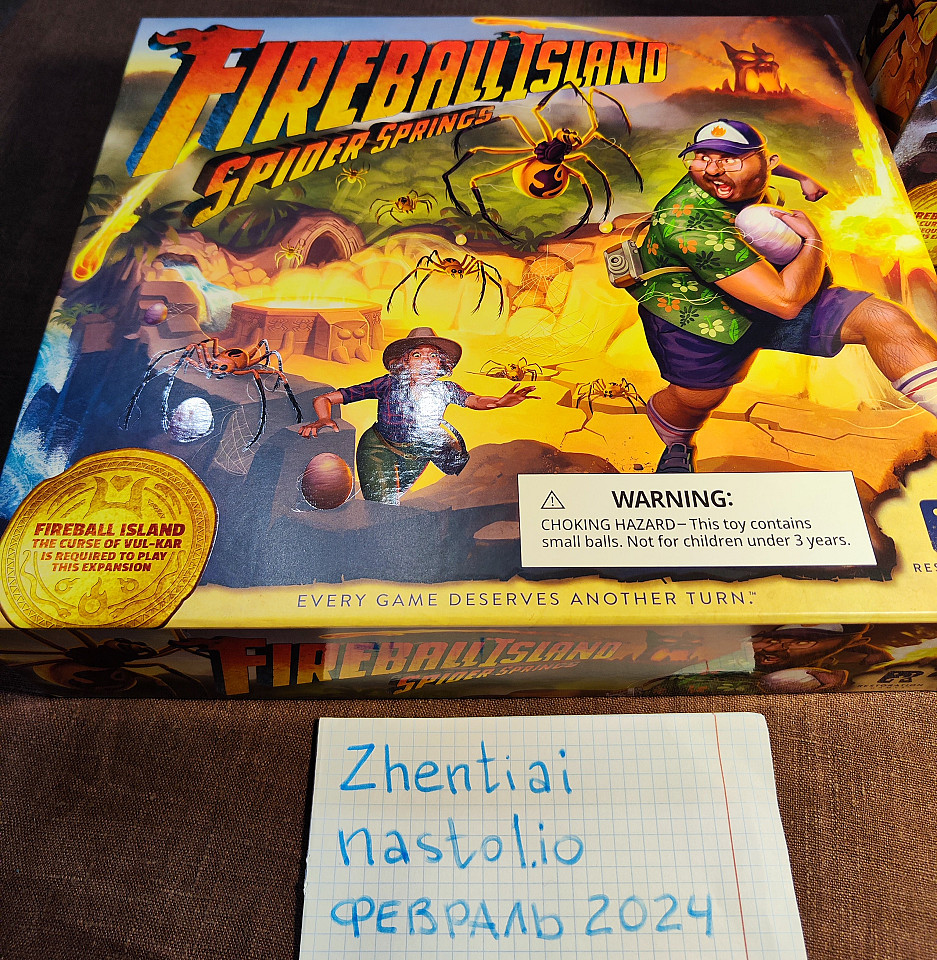 FIREBALL ISLAND
SPIDER SPRINGS
FIREBALL ISLAND
THE CURSE OF VUL-KAR
IS REQUIRED TO PLAY
THIS EXPANSION
⚠ WARNING:
CHOKING HAZARD – This toy contains
small balls. Not for children under 3 years.
EVERY GAME DESERVES ANOTHER TURN.™
FIREBALL ISLAND
SPIDER SPRINGS
Zhentiai
nastol.io
ФЕВРАЛЬ 2024